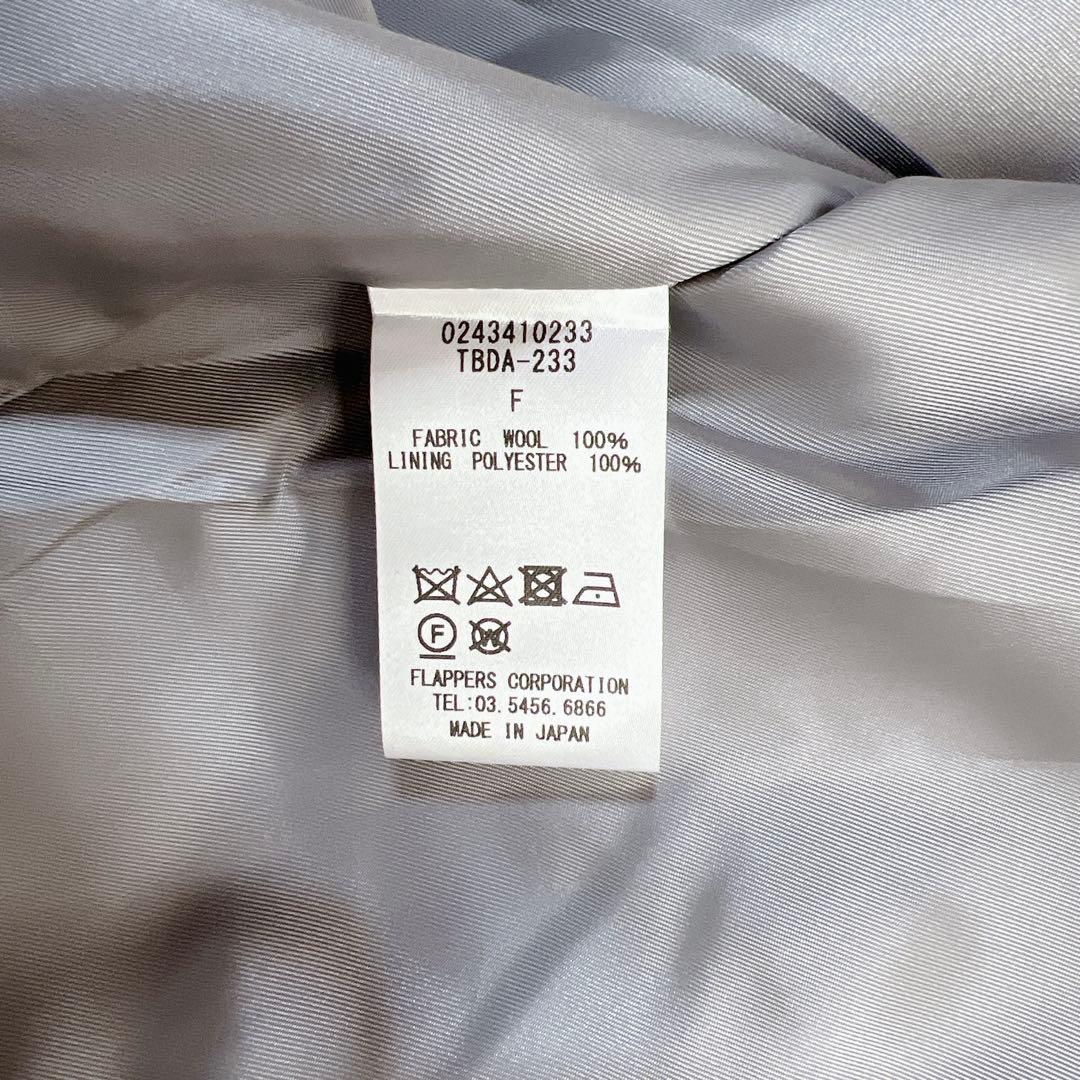 0243410233
TBDA-233
F
FABRIC WOOL 100%
LINING POLYESTER 100%
F W
FLAPPERS CORPORATION
TEL:03.5456.6866
MADE IN JAPAN